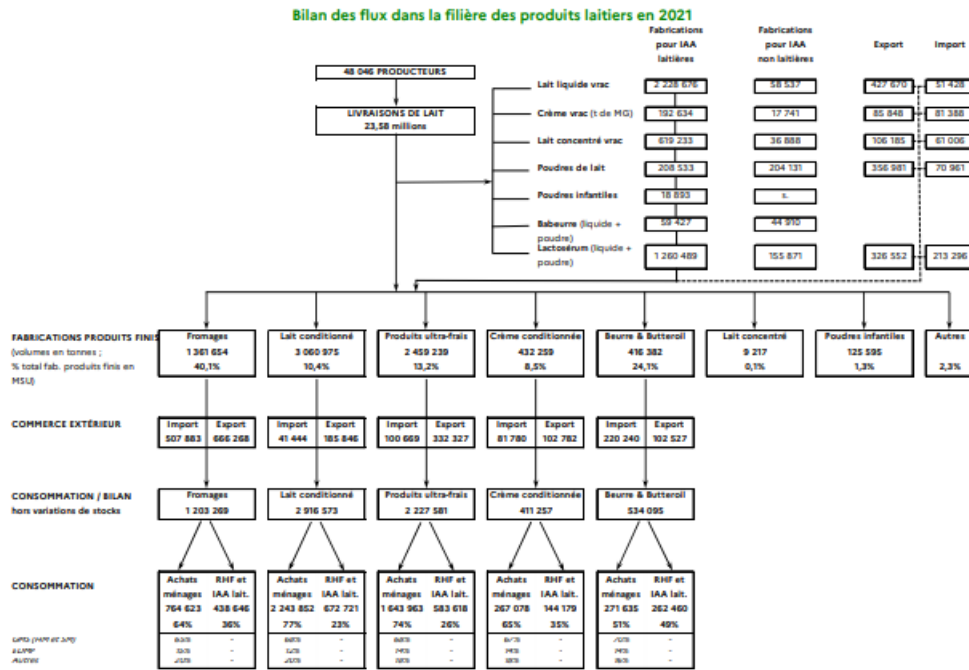 Bilan des flux dans la filière des produits laitiers en 2021
Fabrications pour IAA laitières
Fabrications pour IAA non laitières
Export
Import
48 046 PRODUCTEURS
LIVRAISONS DE LAIT
23,58 millions
Lait liquide vrac 2 228 676 58 537 427 670 51 428
Crème vrac (t de MG) 192 634 17 741 85 848 81 388
Lait concentré vrac 619 233 36 888 106 185 61 006
Poudres de lait 208 533 204 131 356 981 70 961
Poudres infantiles 18 893 s.
Babeurre (liquide + poudre) 59 427 44 910
Lactosérum (liquide + poudre) 1 260 489 155 871 326 552 213 296
FABRICATIONS PRODUITS FINIS
(volumes en tonnes ;
% total fab. produits finis en
MSU)
Fromages 1 361 654 40,1%
Lait conditionné 3 060 975 10,4%
Produits ultra-frais 2 459 239 13,2%
Crème conditionnée 432 259 8,5%
Beurre & Butteroil 416 382 24,1%
Lait concentré 9 217 0,1%
Poudres infantiles 125 595 1,3%
Autres 2,3%
COMMERCE EXTÉRIEUR
Import Export Import Export Import Export Import Export Import Export
507 883 666 268 41 444 185 846 100 669 332 327 81 780 102 782 220 240 102 527
CONSOMMATION / BILAN
hors variations de stocks
Fromages 1 203 269
Lait conditionné 2 916 573
Produits ultra-frais 2 227 581
Crème conditionnée 411 257
Beurre & Butteroil 534 095
CONSOMMATION
Achats RHF et Achats RHF et Achats RHF et Achats RHF et Achats RHF et
ménages IAA lait. ménages IAA lait. ménages IAA lait. ménages IAA lait. ménages IAA lait.
764 623 438 646 2 243 852 672 721 1 643 963 583 618 267 078 144 179 271 635 262 460
64% 36% 77% 23% 74% 26% 65% 35% 51% 49%
- - - - -
- - - - -
Autres - - - - -